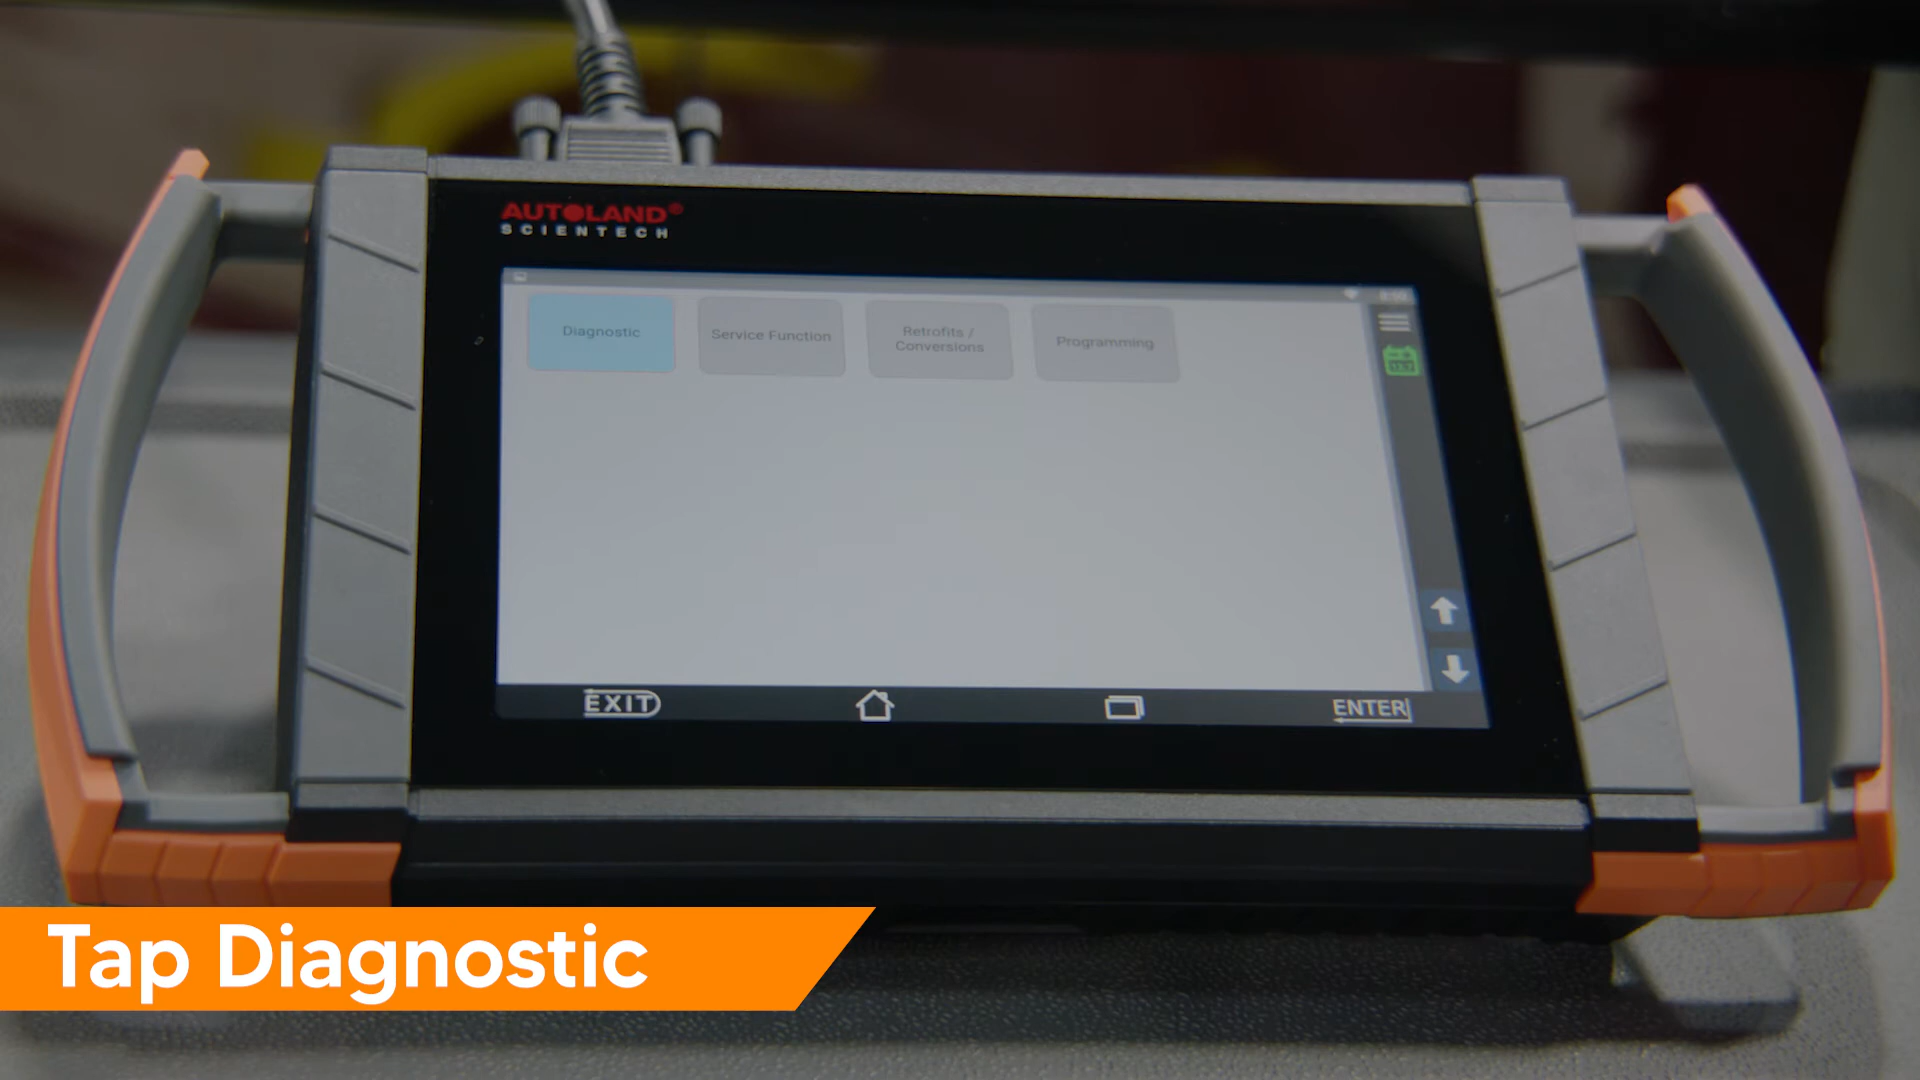 AUTOLAND®
SCIENTECH
Diagnostic
Service Function
Retrofits /
Conversions
Programming
EXIT
ENTER
Tap Diagnostic